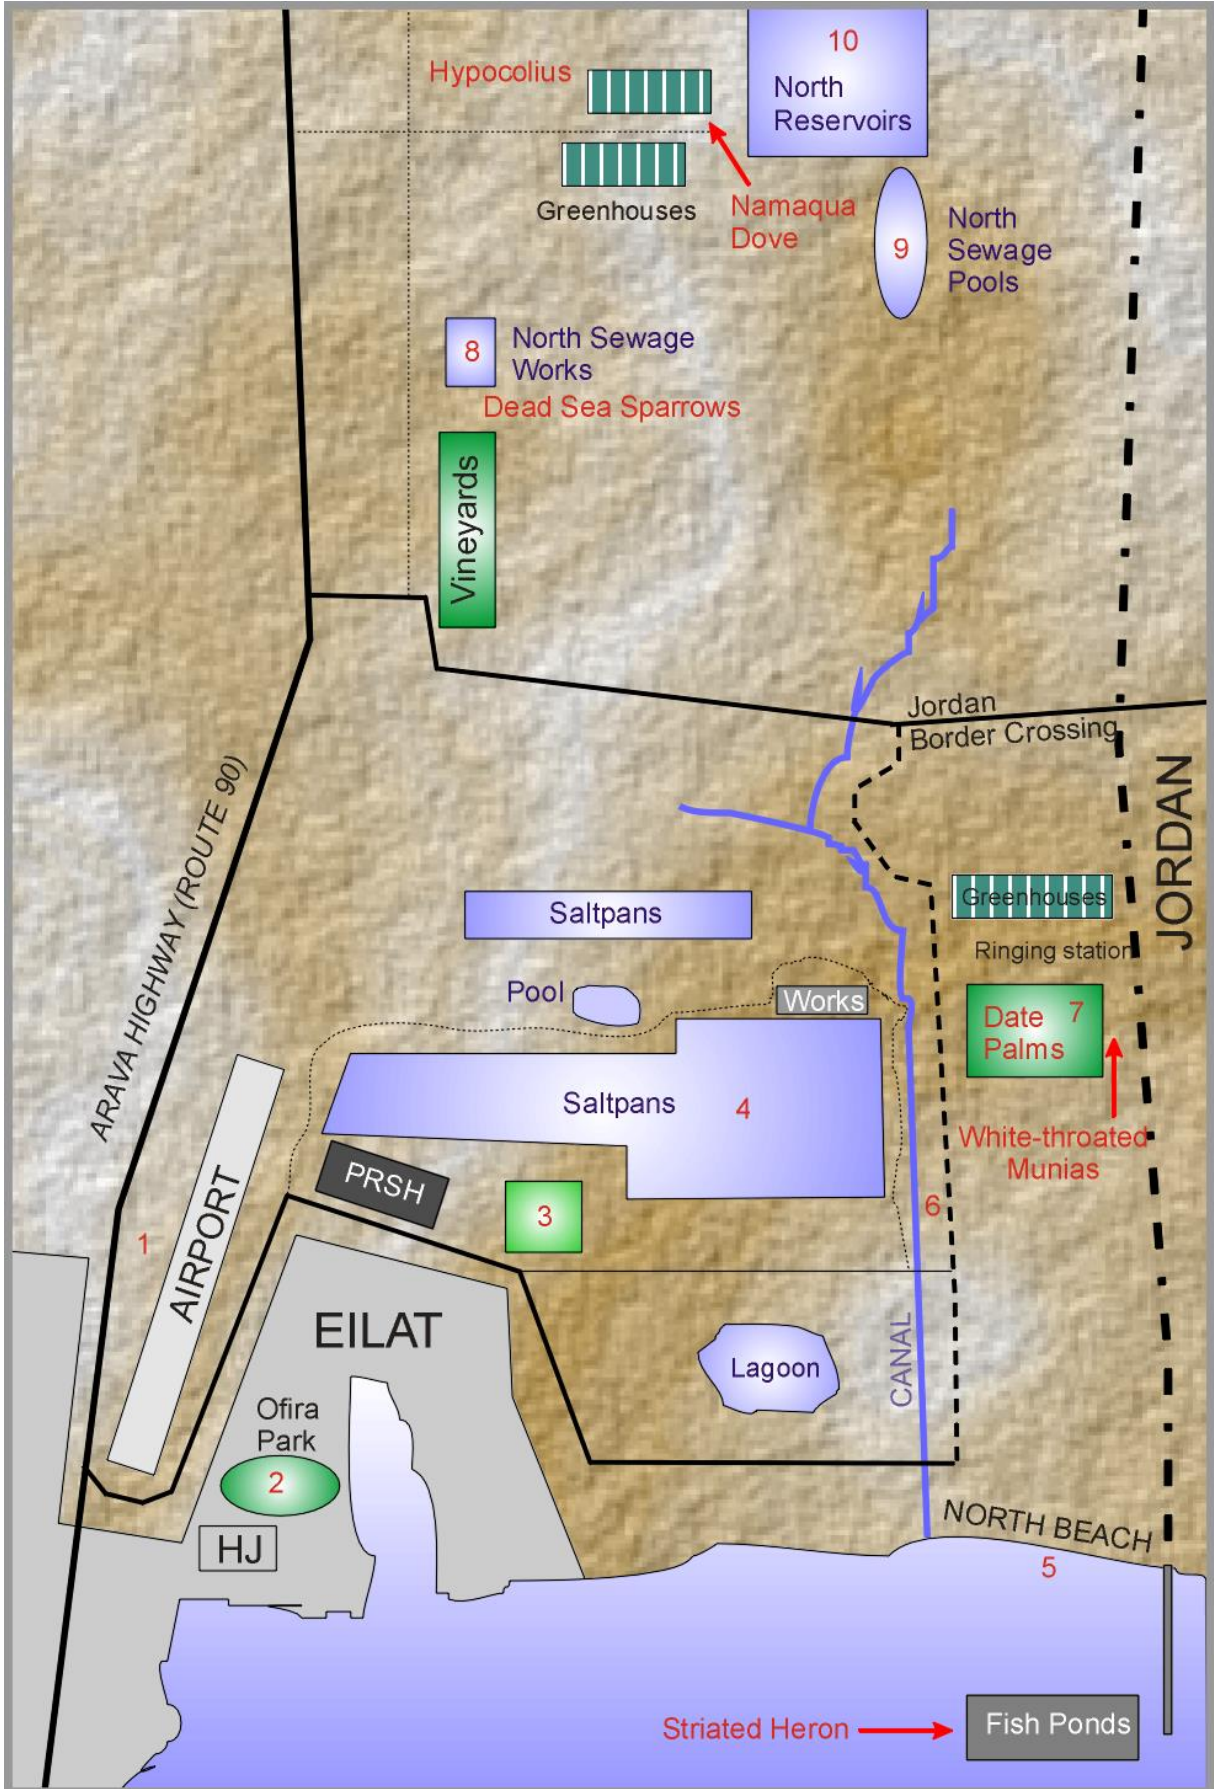 10
Hypocolius
North
Reservoirs
Greenhouses
Namaqua
Dove
North
Sewage
Pools
9
8
North Sewage
Works
Dead Sea Sparrows
Vineyards
Jordan
Border Crossing
JORDAN
ARAVA HIGHWAY (ROUTE 90)
Greenhouses
Saltpans
Ringing station
Pool
Works
Date
Palms
7
Saltpans
4
White-throated
Munias
PRSH
AIRPORT
3
6
1
EILAT
CANAL
Lagoon
Ofira
Park
2
NORTH BEACH
HJ
5
Striated Heron
Fish Ponds